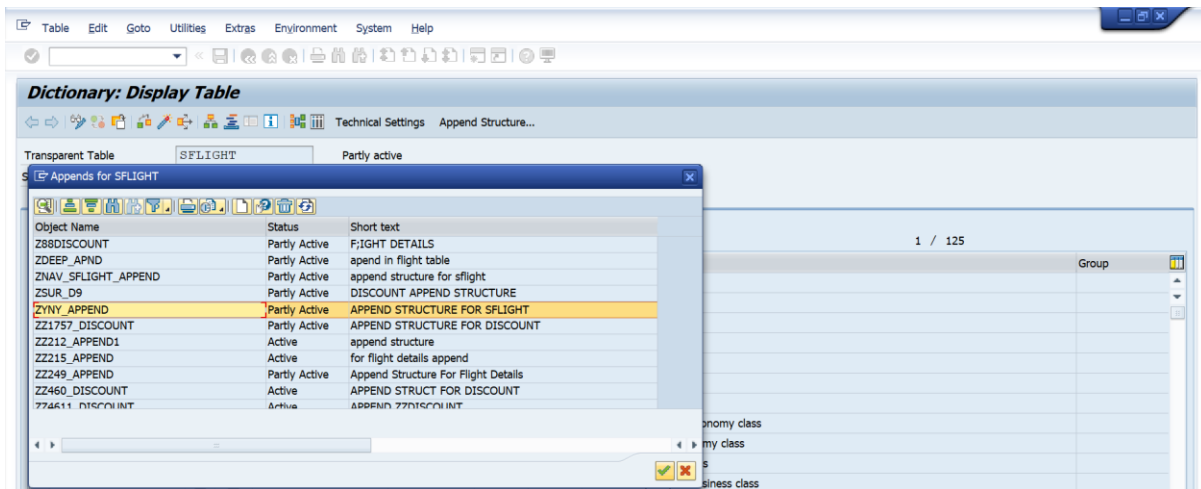 Table Edit Goto Utilities Extras Environment System Help
Dictionary: Display Table
Technical Settings Append Structure...
Transparent Table SFLIGHT Partly active
S
Appends for SFLIGHT
Object Name Status Short text
1 / 125
Z88DISCOUNT Partly Active F;IGHT DETAILS
ZDEEP_APND Partly Active apend in flight table
Group
ZNAV_SFLIGHT_APPEND Partly Active append structure for sflight
ZSUR_D9 Partly Active DISCOUNT APPEND STRUCTURE
ZYNY_APPEND Partly Active APPEND STRUCTURE FOR SFLIGHT
ZZ1757_DISCOUNT Partly Active APPEND STRUCTURE FOR DISCOUNT
ZZ212_APPEND1 Active append structure
ZZ215_APPEND Active for flight details append
ZZ249_APPEND Partly Active Append Structure For Flight Details
ZZ460_DISCOUNT Active APPEND STRUCT FOR DISCOUNT
ZZ4611_DISCOUNT Active APPEND ZZDISCOUNT
onomy class
my class
s
siness class